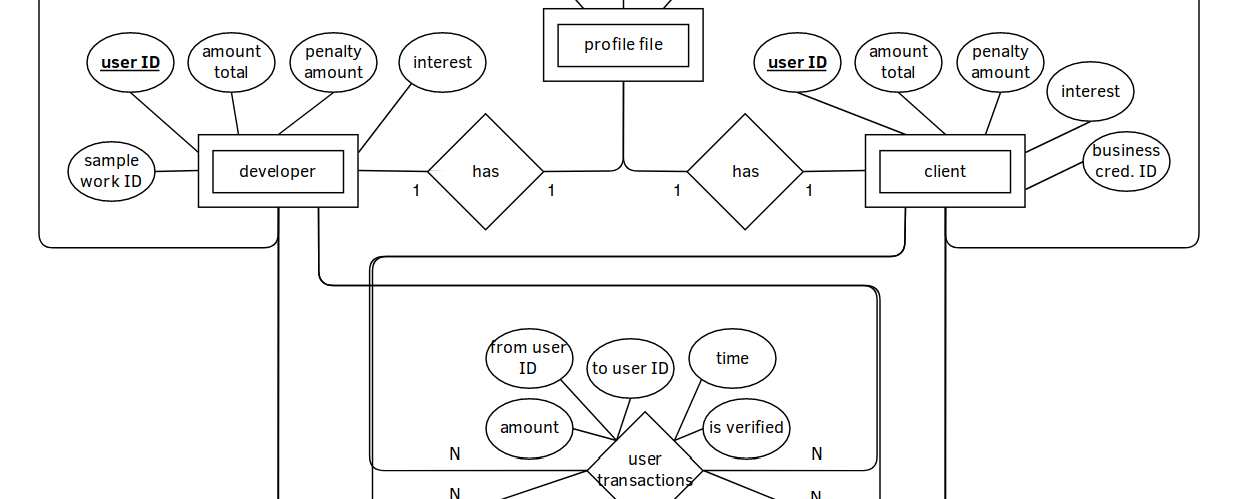 profile file
user ID
amount
total
penalty
amount
interest
user ID
amount
total
penalty
amount
interest
sample
work ID
developer
has
has
client
business
cred. ID
1
1
1
1
from user
ID
to user ID
time
amount
is verified
N
user
transactions
N
N
N